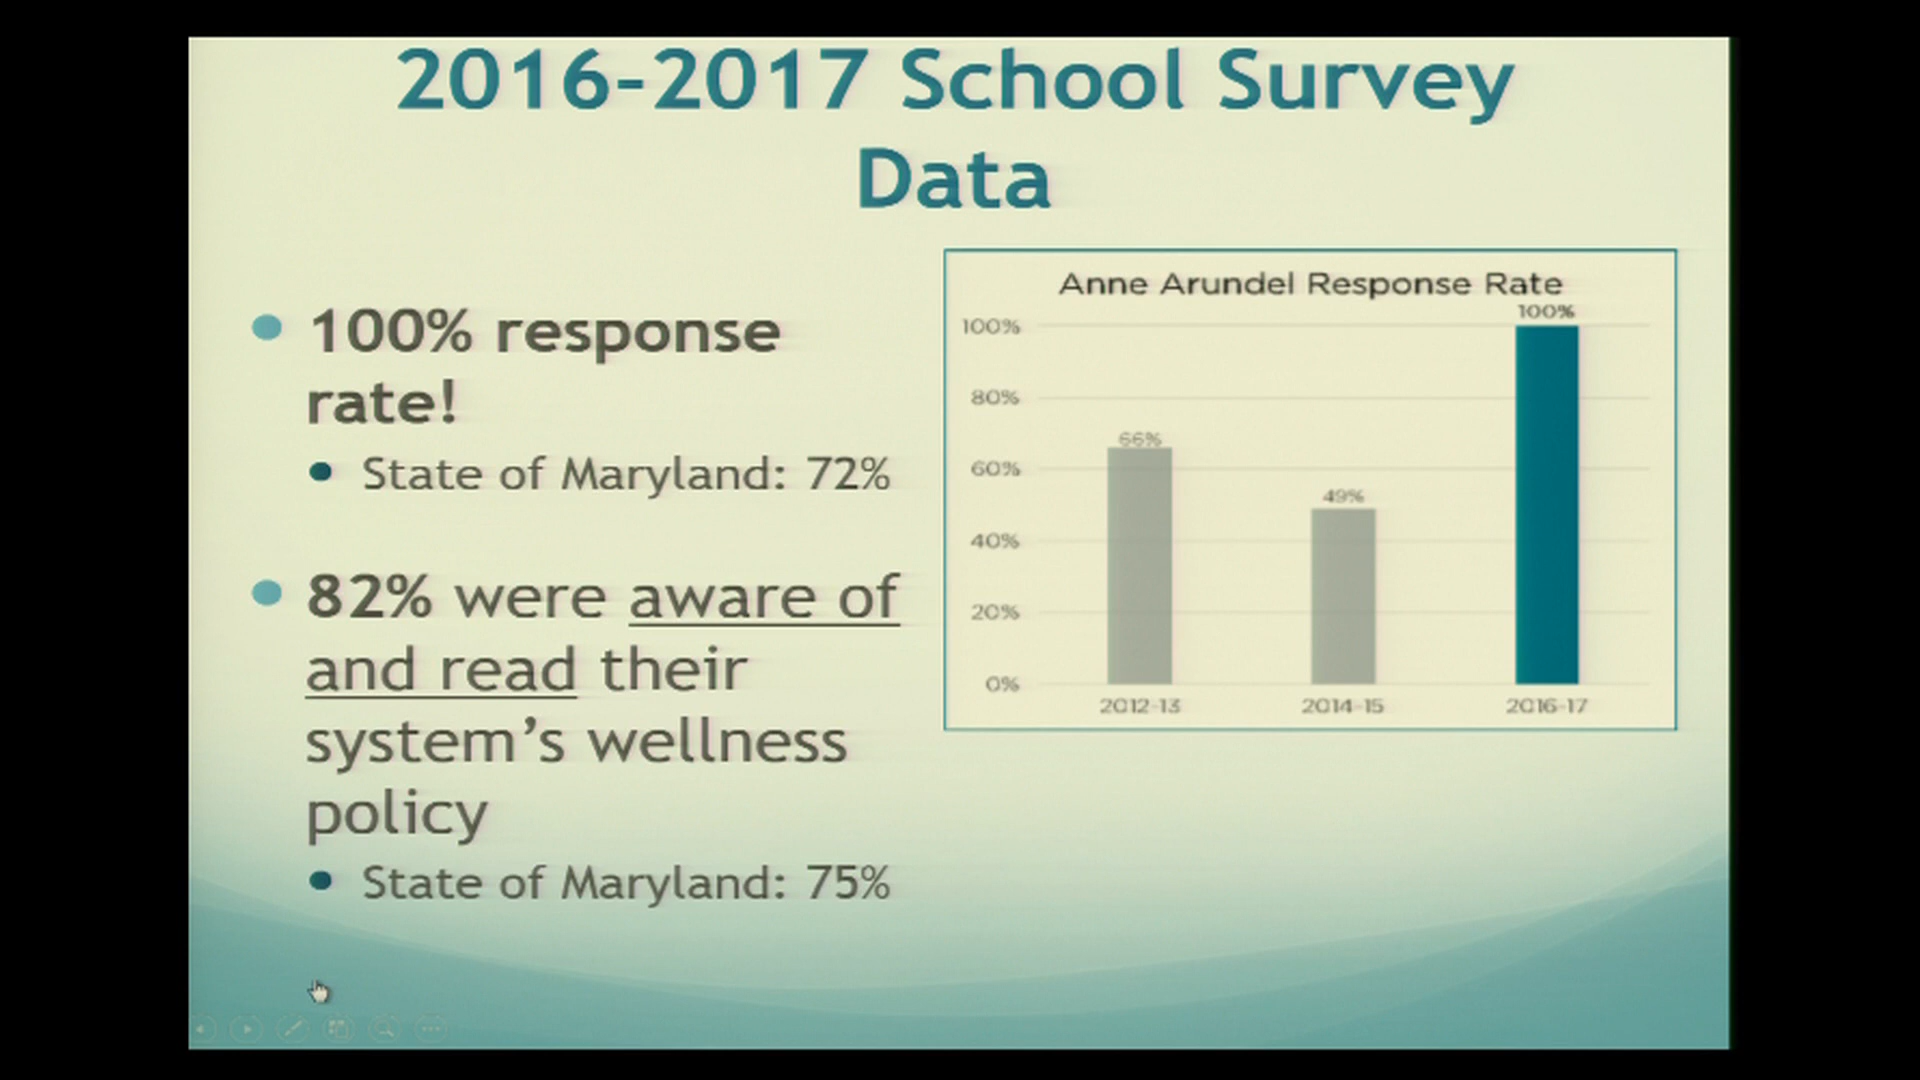 2016-2017 School Survey
Data
100% response
rate!
State of Maryland: 72%
82% were aware of
and read their
system's wellness
policy
State of Maryland: 75%
Anne Arundel Response Rate
100%
100%
80%
66%
60%
49%
40%
20%
0%
2012-13 2014-15 2016-17